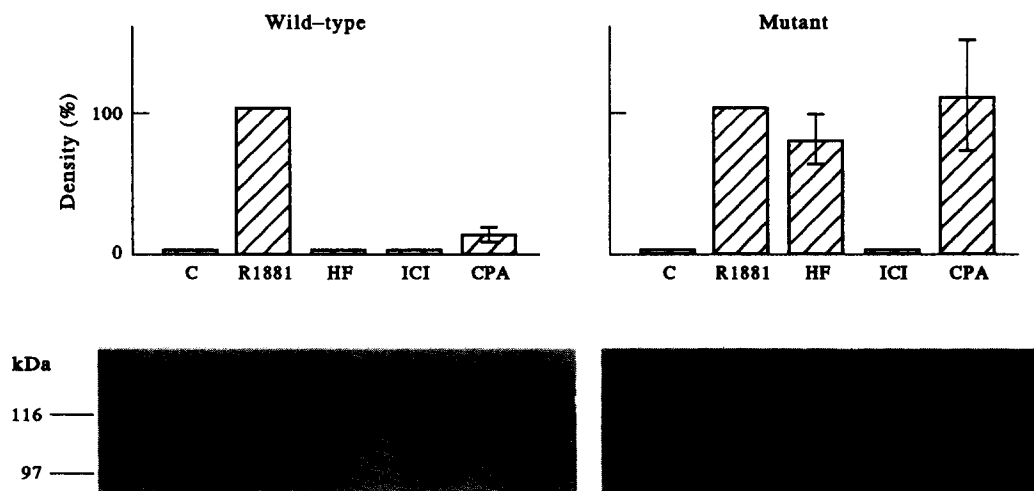 Wild-type
Density (%)
100
0
C R1881 HF ICI CPA
Mutant
C R1881 HF ICI CPA
kDa
116
97